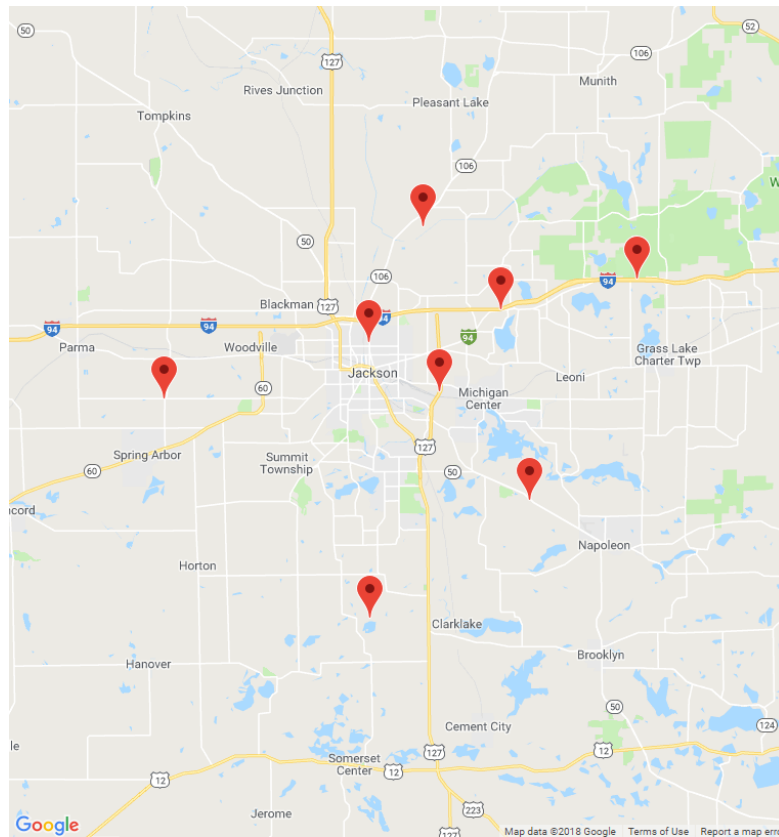 50
52
127
106
Munith
Rives Junction
Pleasant Lake
Tompkins
106
W
50
106
94
Blackman
127
94
94
94
Parma
Woodville
94
Grass Lake
Charter Twp
Jackson
Leoni
60
Michigan
Center
Spring Arbor
127
Summit
Township
60
50
ncord
Napoleon
Horton
Clarklake
Hanover
Brooklyn
50
124
Cement City
lle
127
12
Somerset
Center
12
12
223
Jerome
Google
Map data ©2018 Google Terms of Use Report a map erro